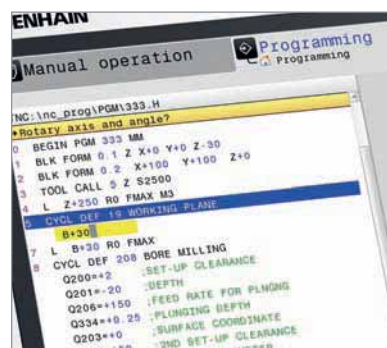 ENHAIN
Manual operation
Programming
Programming
NC:\nc_prog\PGM\333.H
Rotary axis and angle?
0 BEGIN PGM 333 MM
1 BLK FORM 0.1 Z X+0 Y+0 Z-30
2 BLK FORM 0.2 X+100 Y+100 Z+0
3 TOOL CALL 5 Z S2500
4 L Z+250 R0 FMAX M3
5 CYCL DEF 19 WORKING PLANE
B+30
7 L B+30 R0 FMAX
8 CYCL DEF 208 BORE MILLING
Q200=+2 ;SET-UP CLEARANCE
Q201=-20 ;DEPTH
Q206=+150 ;FEED RATE FOR PLNGNG
Q334=+0.25 ;PLUNGING DEPTH
Q203=+0 ;SURFACE COORDINATE
;2ND SET-UP CLEARANCE